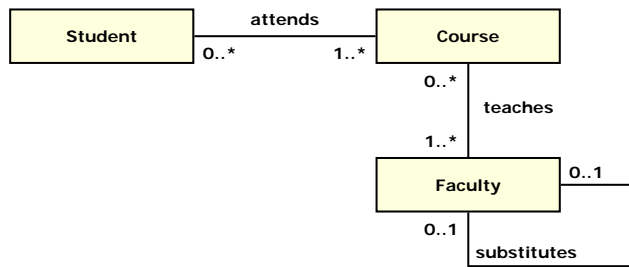 attends
Student
Course
0..*
1..*
0..*
teaches
1..*
Faculty
0..1
0..1
substitutes